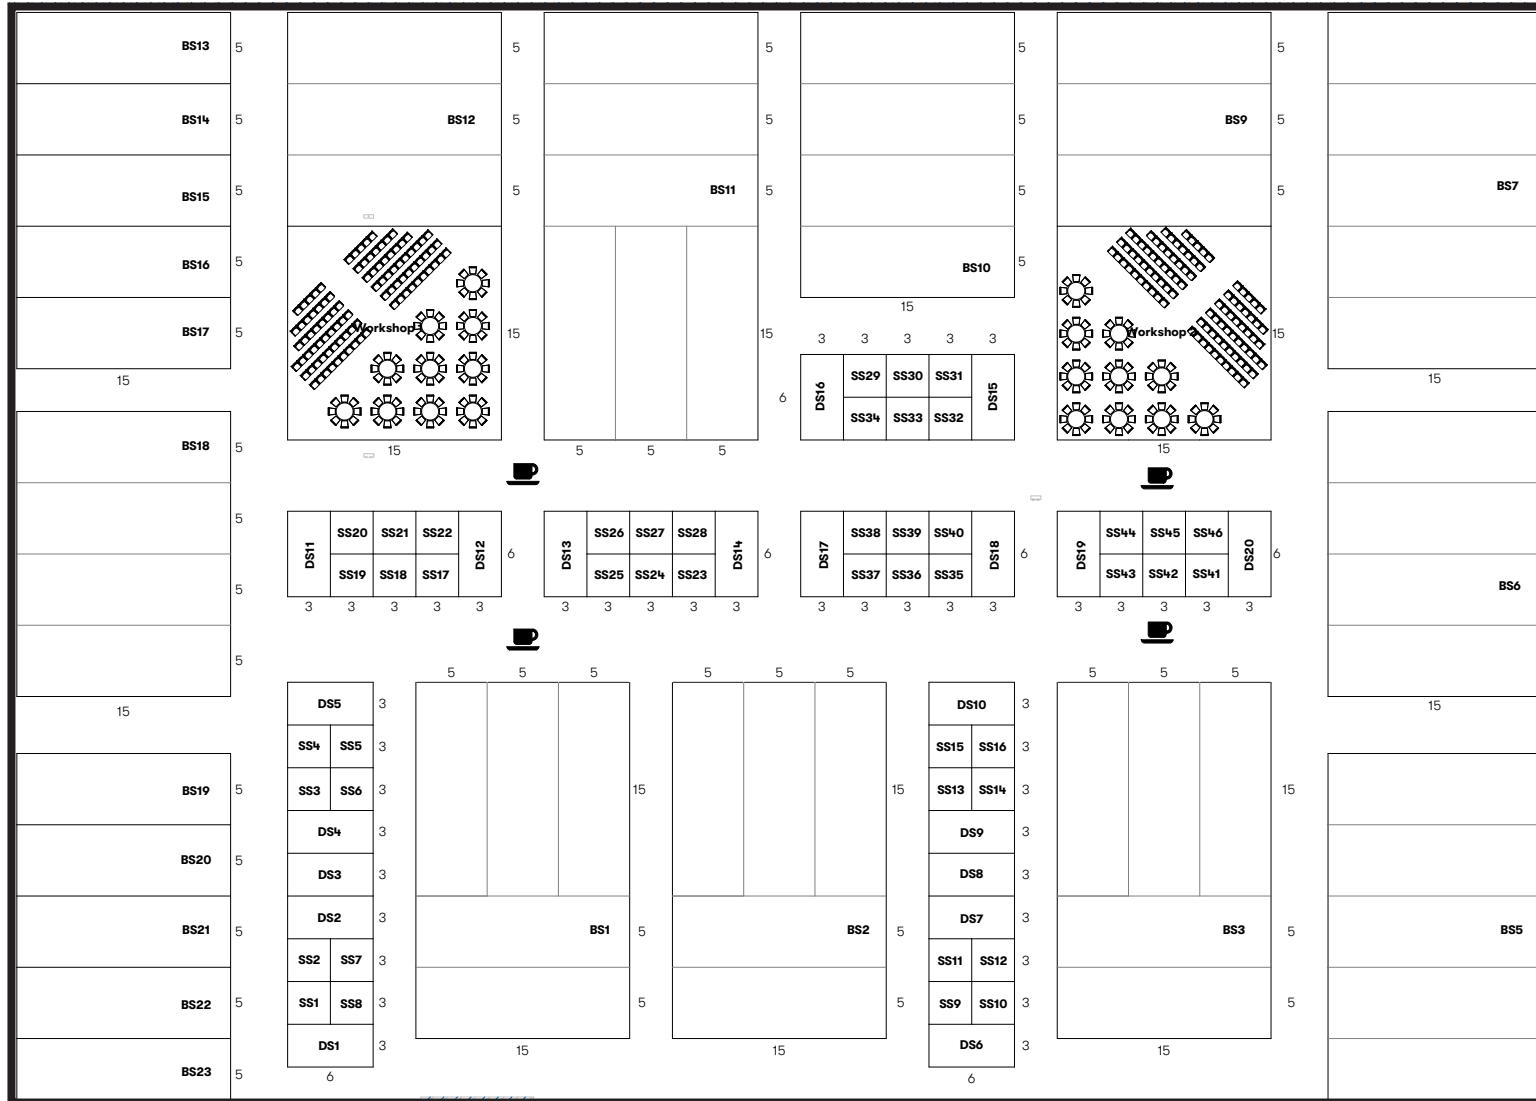 BS13 5 5 5 5 5
BS14 5 BS12 5 5 5 BS9 5
BS15 5 5 BS11 5 5 5 BS7
BS16 5 BS10 5
15
BS17 5 Workshop 15 15 Workshop 15
3 3 3 3 3
15 15
SS29 SS30 SS31
6 DS16 DS15
SS34 SS33 SS32
BS18 5 15 5 5 5 15
5
SS20 SS21 SS22 SS26 SS27 SS28 SS38 SS39 SS40 SS44 SS45 SS46
DS11 DS12 6 DS13 DS14 6 DS17 DS18 6 DS19 DS20 6
SS19 SS18 SS17 SS25 SS24 SS23 SS37 SS36 SS35 SS43 SS42 SS41
5 BS6
3 3 3 3 3 3 3 3 3 3 3 3 3 3 3 3 3 3 3 3
5
5 5 5 5 5 5 5 5 5
15 DS5 3 DS10 3 15
SS4 SS5 3 SS15 SS16 3
BS19 5 SS3 SS6 3 15 15 SS13 SS14 3 15
DS4 3 DS9 3
BS20 5 DS3 3 DS8 3
DS2 3 DS7 3
BS21 5 BS1 5 BS2 5 BS3 5 BS5
SS2 SS7 3 SS11 SS12 3
BS22 5 SS1 SS8 3 5 5 SS9 SS10 3 5
DS1 3 15 15 DS6 3 15
BS23 5 6 6